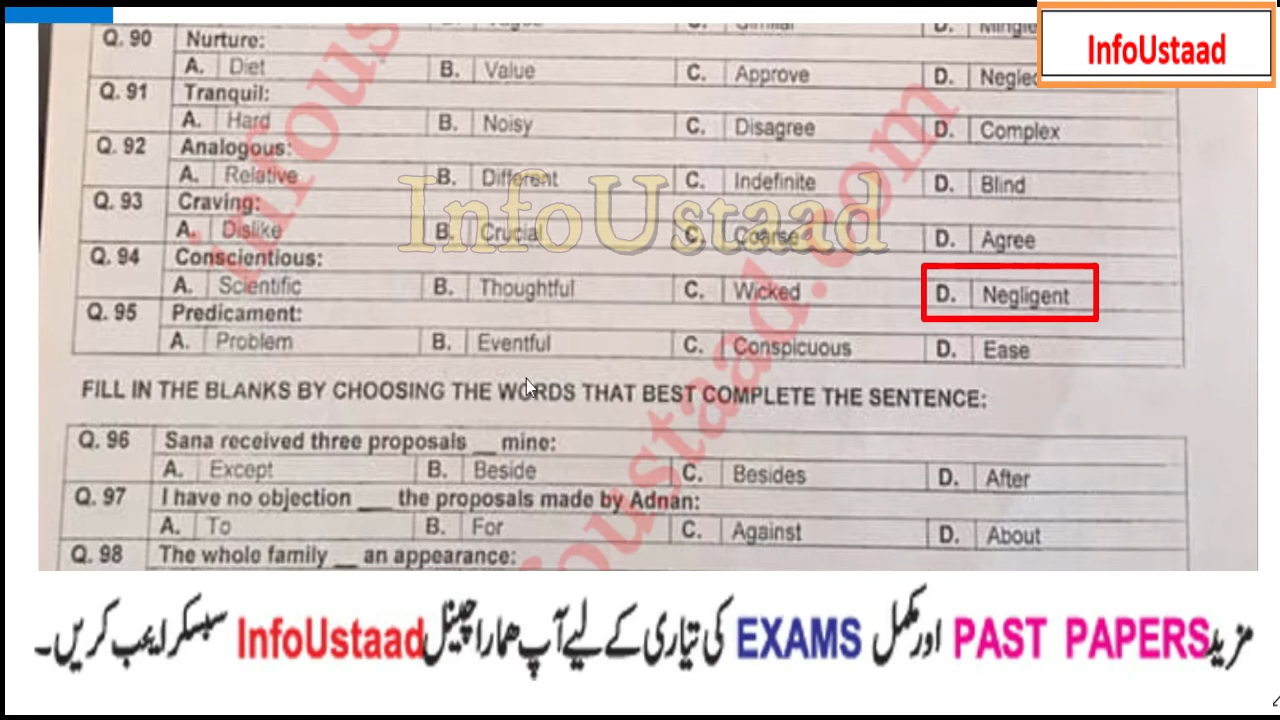 InfoUstaad
Q. 90 Nurture:
A. Diet B. Value C. Approve D.
Q. 91 Tranquil:
A. Hard B. Noisy C. Disagree D. Complex
Q. 92 Analogous:
A. Relative B. Different C. Indefinite D. Blind
InfoUstaad
Q. 93 Craving:
A. Dislike B. Crucial C. Coarse D. Agree
Q. 94 Conscientious:
A. Scientific B. Thoughtful C. Wicked D. Negligent
Q. 95 Predicament:
A. Problem B. Eventful C. Conspicuous D. Ease
FILL IN THE BLANKS BY CHOOSING THE WORDS THAT BEST COMPLETE THE SENTENCE:
Q. 96 Sana received three proposals __ mine:
A. Except B. Beside C. Besides D. After
Q. 97 I have no objection ___ the proposals made by Adnan:
A. To B. For C. Against D. About
Q. 98 The whole family __ an appearance:
مزید PAST PAPERS اور مکمل EXAMS کی تیاری کے لیے آپ ہمارا چینل InfoUstaad سبسکرائیب کریں۔